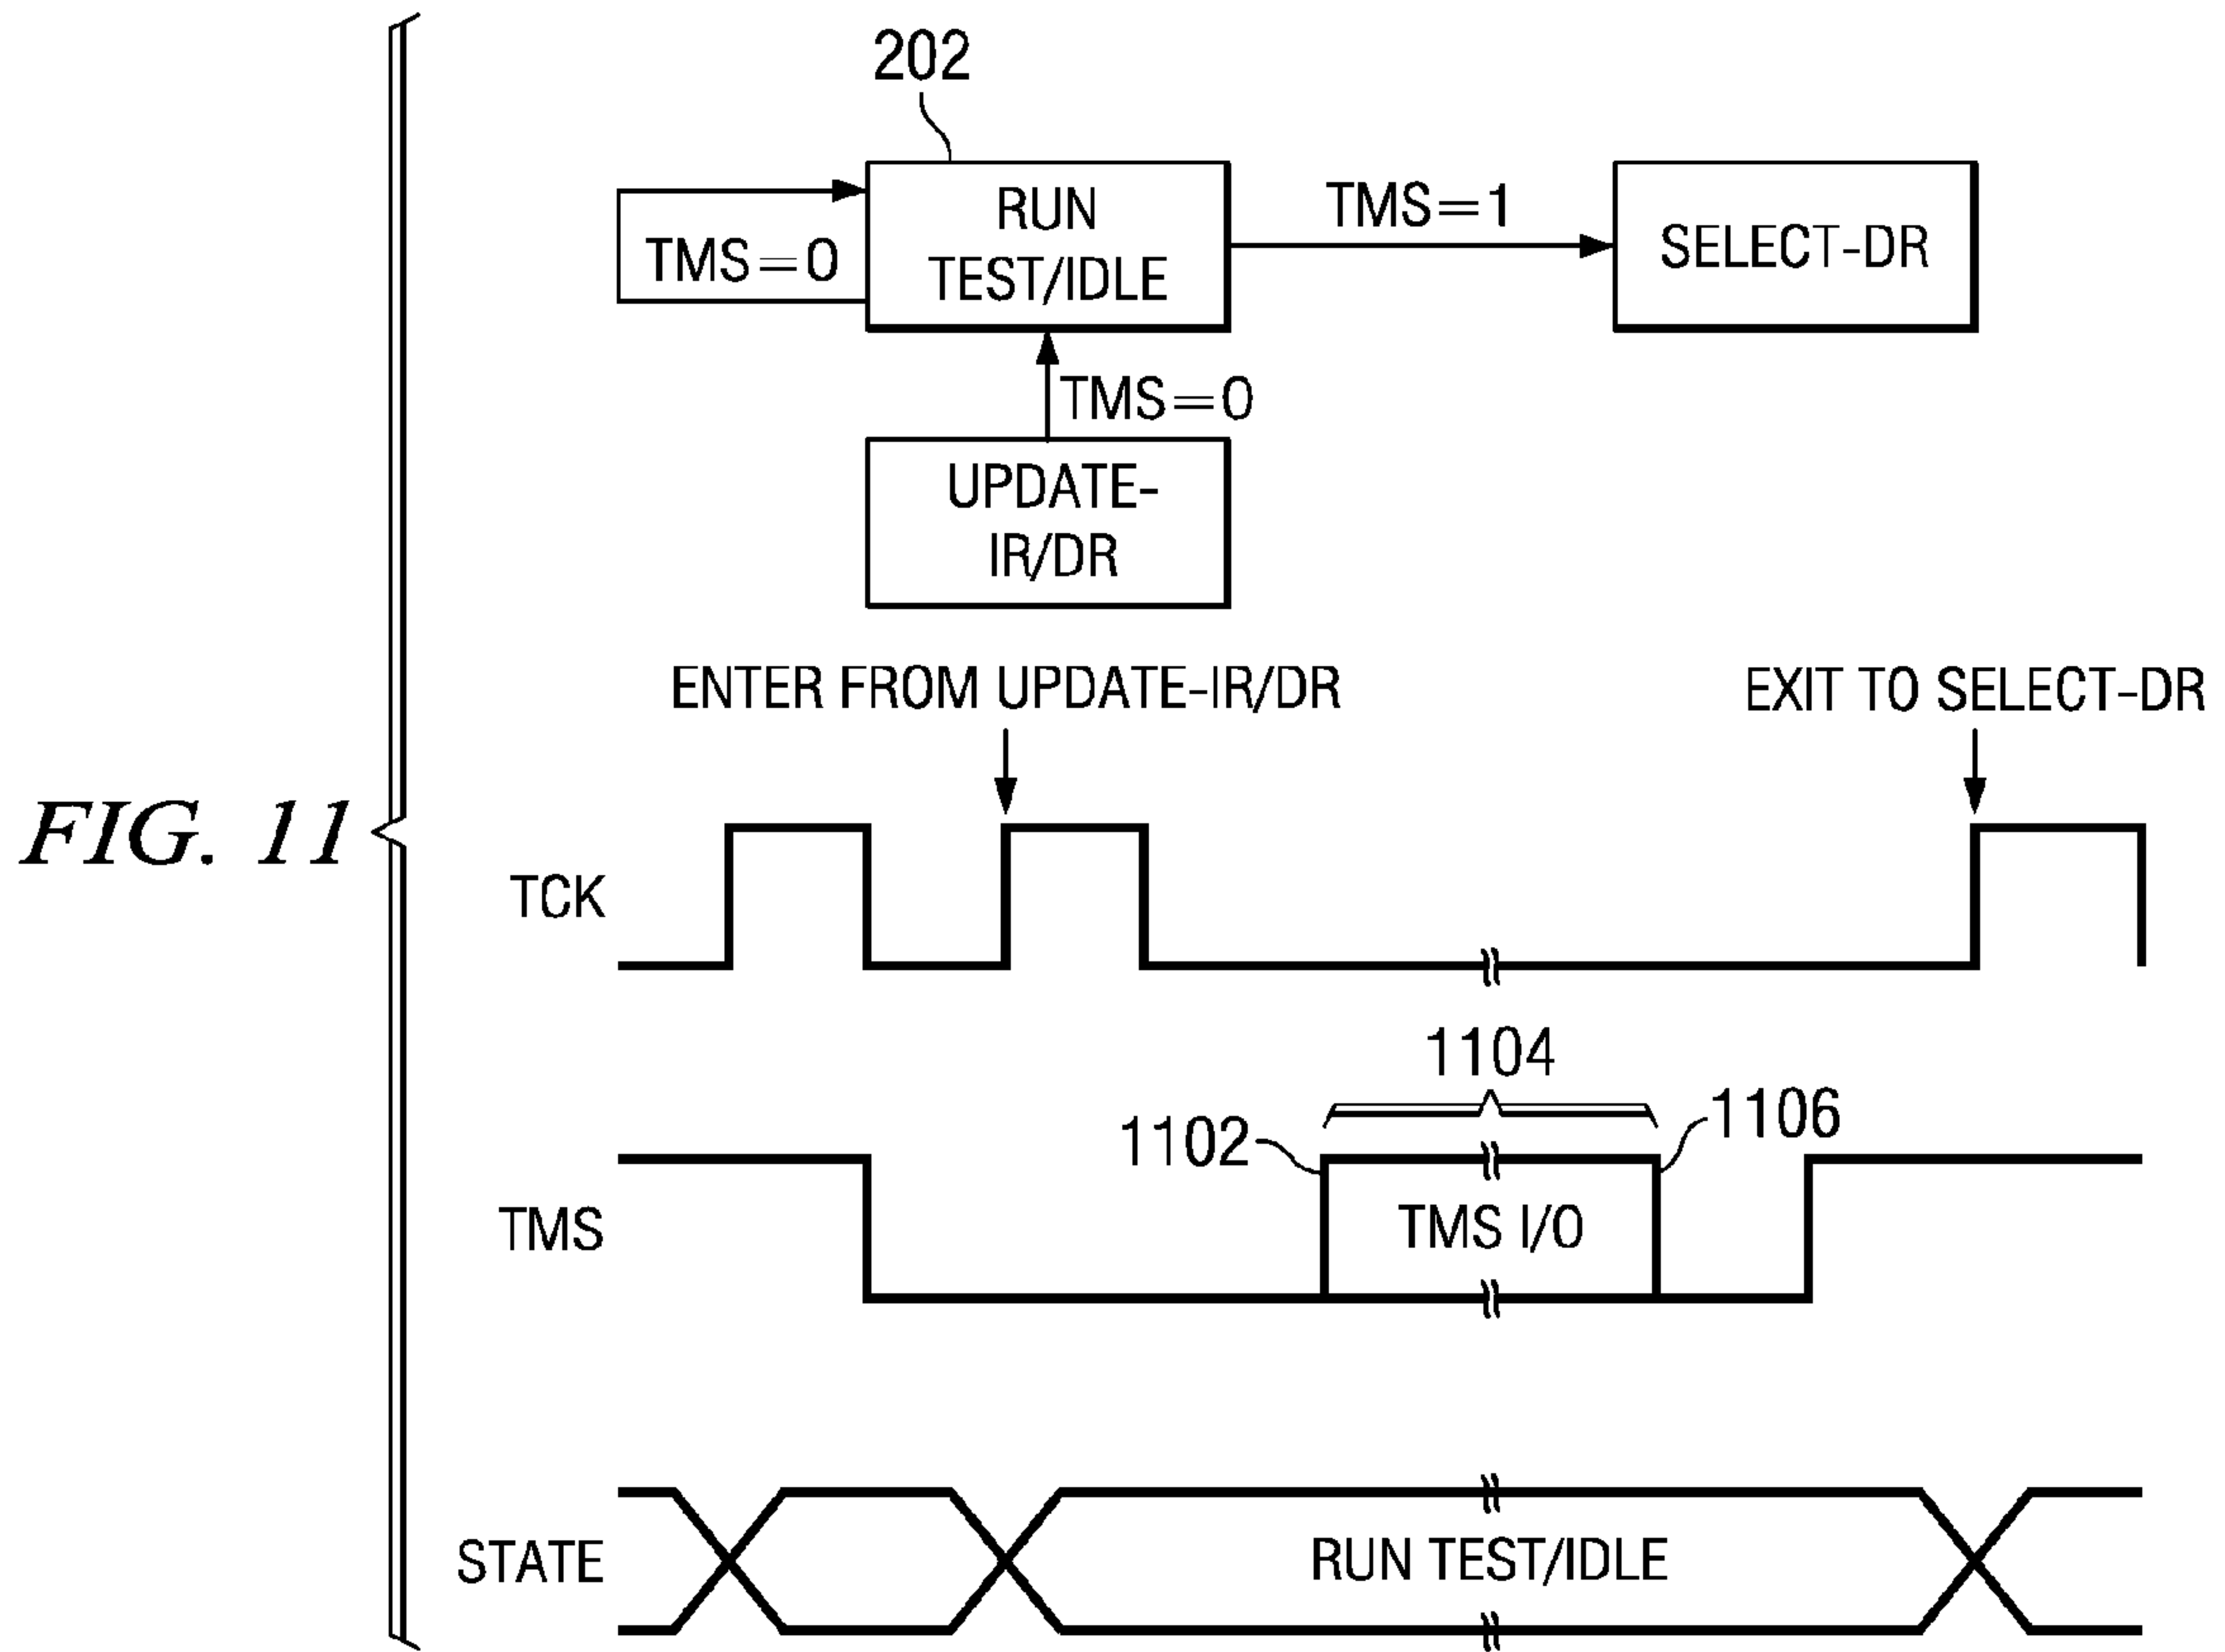 202
RUN
TEST/IDLE
TMS=0
TMS=1
SELECT-DR
TMS=0
UPDATE-
IR/DR
ENTER FROM UPDATE-IR/DR
EXIT TO SELECT-DR
FIG. 11
TCK
1104
1102
1106
TMS
TMS I/O
STATE
RUN TEST/IDLE